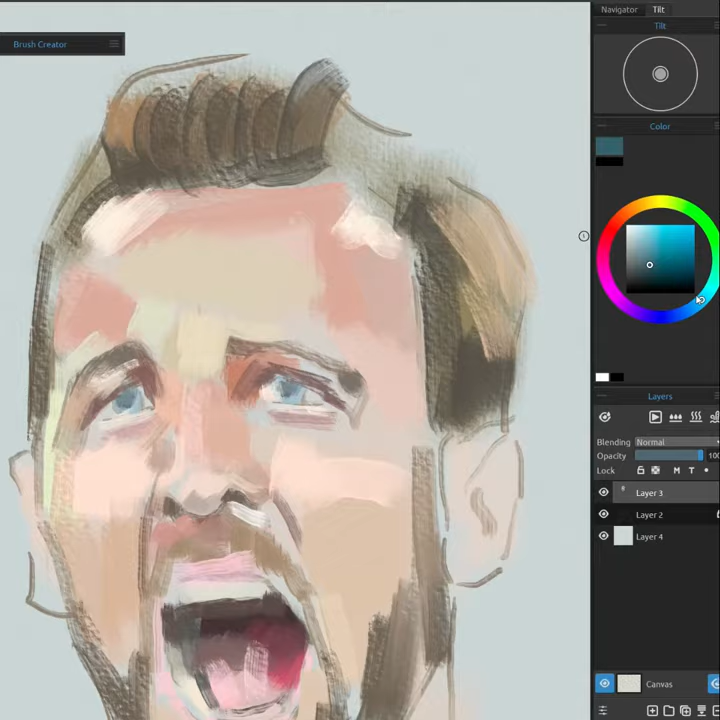 Navigator Tilt
Tilt
Brush Creator
Color
Layers
Blending Normal
Opacity 100
Lock M T
Layer 3
Layer 2
Layer 4
Canvas